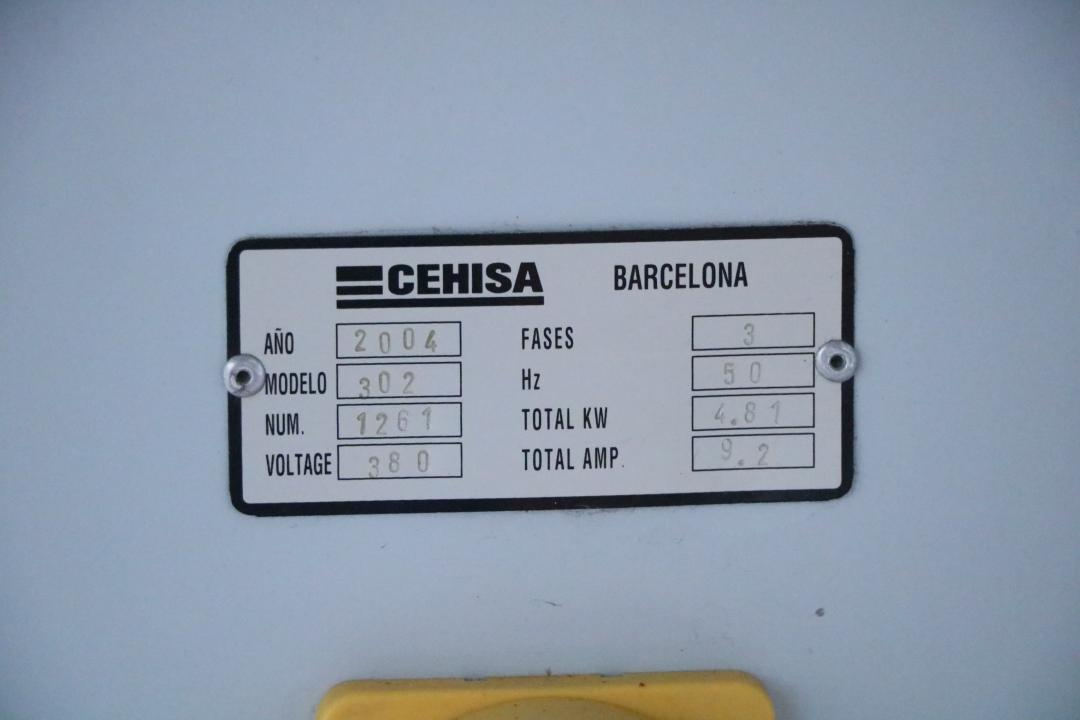 CEHISA BARCELONA
AÑO 2004 FASES 3
MODELO 302 Hz 50
NUM. 1261 TOTAL KW 4.81
VOLTAGE 380 TOTAL AMP. 9.2